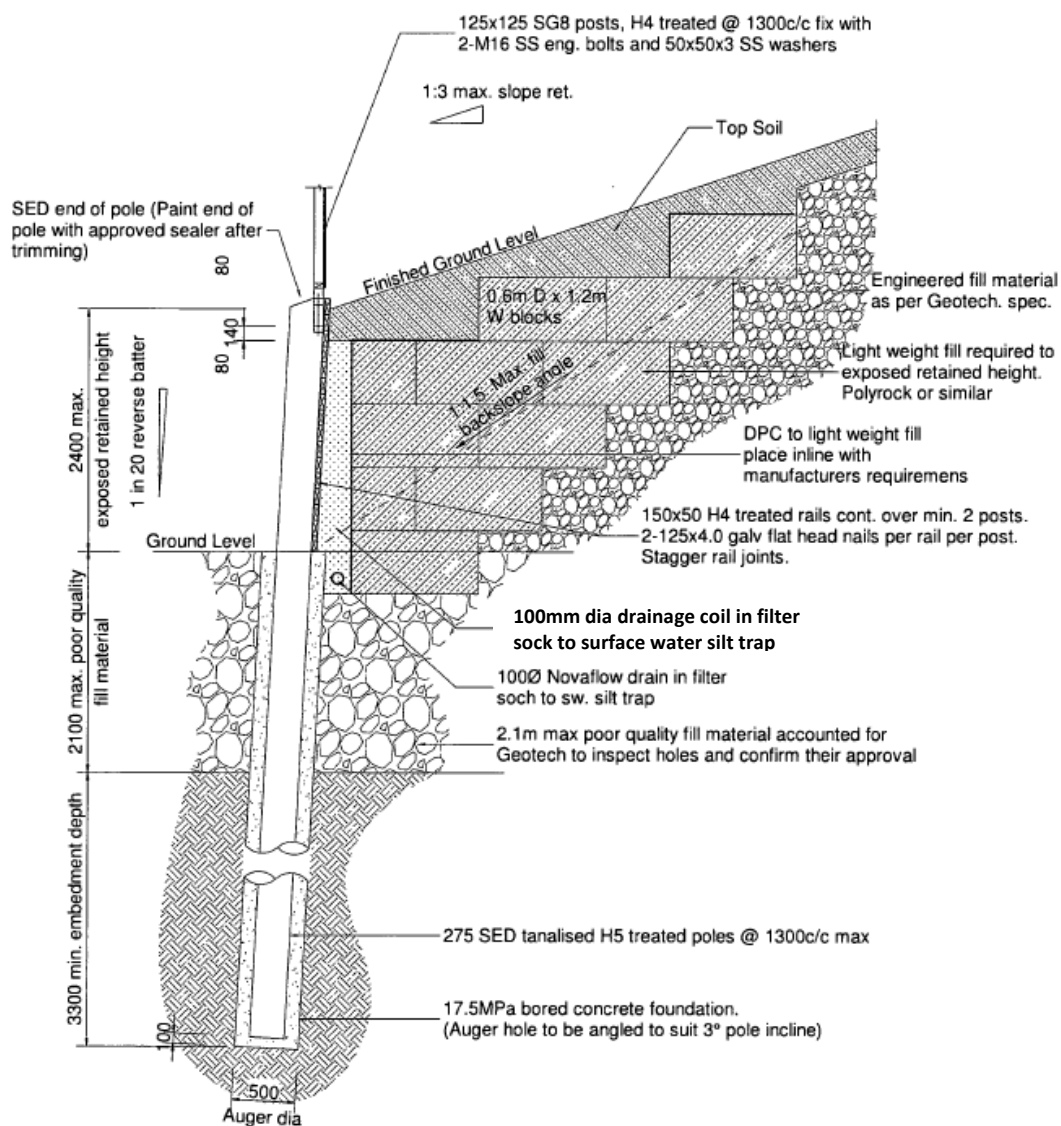 125x125 SG8 posts, H4 treated @ 1300c/c fix with
2-M16 SS eng. bolts and 50x50x3 SS washers
1:3 max. slope ret.
Top Soil
SED end of pole (Paint end of
pole with approved sealer after
trimming)
80
Finished Ground Level
0.6m D x 1.2m
W blocks
Engineered fill material
as per Geotech. spec.
140
80
2400 max.
exposed retained height
1 in 20 reverse batter
1:1.5 Max. fill
backslope angle
Light weight fill required to
exposed retained height.
Polyrock or similar
DPC to light weight fill
place inline with
manufacturers requiremens
150x50 H4 treated rails cont. over min. 2 posts.
2-125x4.0 galv flat head nails per rail per post.
Stagger rail joints.
Ground Level
2100 max. poor quality
fill material
100mm dia drainage coil in filter
sock to surface water silt trap
100Ø Novaflow drain in filter
soch to sw. silt trap
2.1m max poor quality fill material accounted for
Geotech to inspect holes and confirm their approval
3300 min. embedment depth
275 SED tanalised H5 treated poles @ 1300c/c max
17.5MPa bored concrete foundation.
(Auger hole to be angled to suit 3° pole incline)
100
500
Auger dia